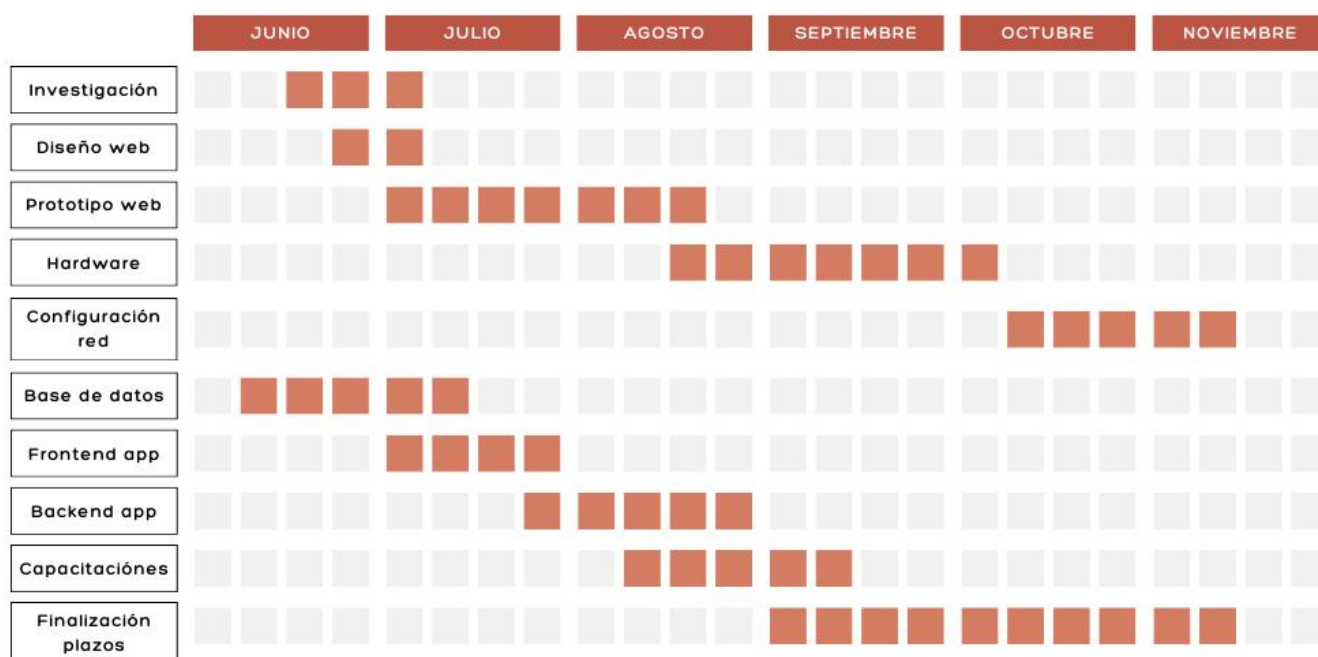 JUNIO JULIO AGOSTO SEPTIEMBRE OCTUBRE NOVIEMBRE
Investigación
Diseño web
Prototipo web
Hardware
Configuración
red
Base de datos
Frontend app
Backend app
Capacitaciónes
Finalización
plazos